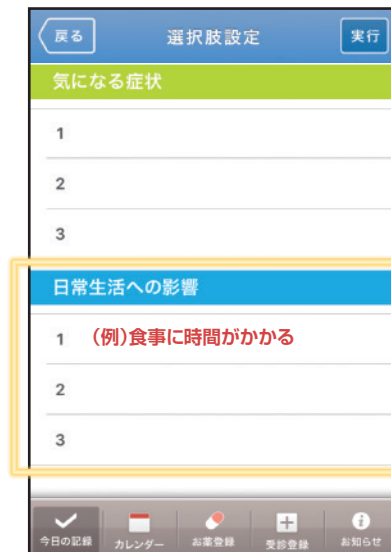 戻る 選択肢設定 実行
気になる症状
1
2
3
日常生活への影響
1 (例)食事に時間がかかる
2
3
今日の記録 カレンダー お薬登録 受診登録 お知らせ